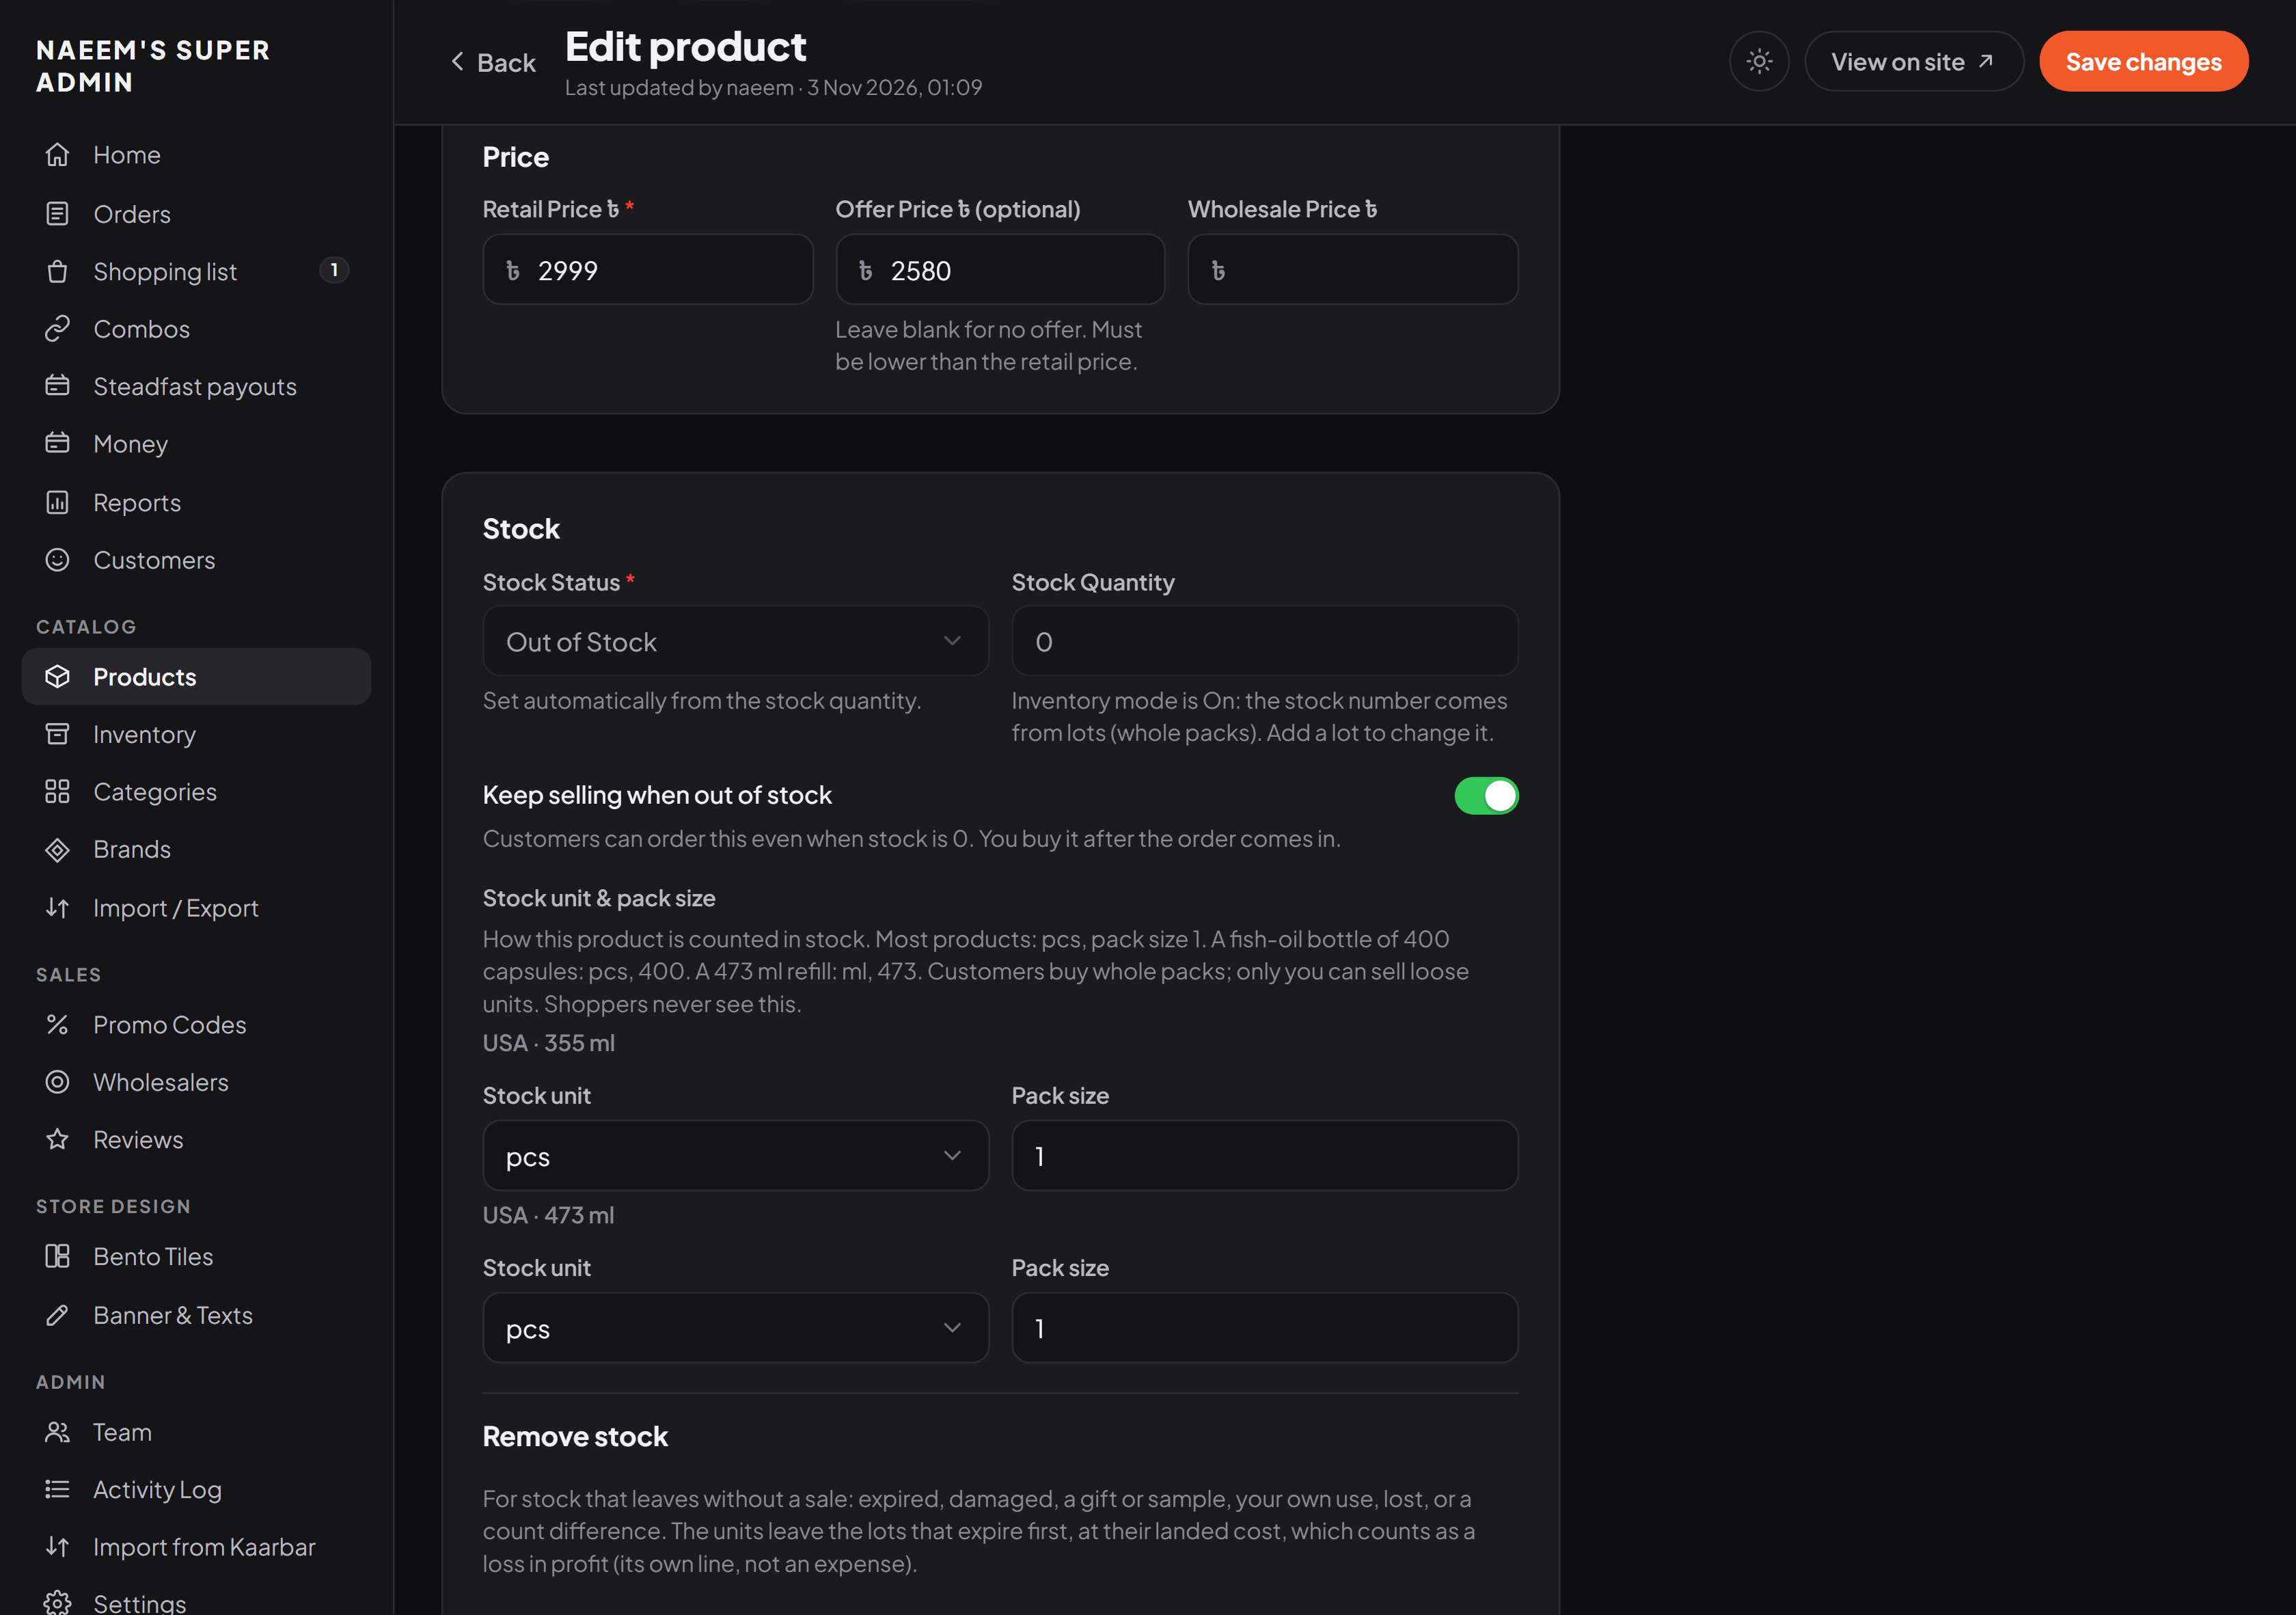 NAEEM'S SUPER
ADMIN
Home
Orders
Shopping list 1
Combos
Steadfast payouts
Money
Reports
Customers
CATALOG
Products
Inventory
Categories
Brands
Import / Export
SALES
Promo Codes
Wholesalers
Reviews
STORE DESIGN
Bento Tiles
Banner & Texts
ADMIN
Team
Activity Log
Import from Kaarbar
Settings
Back
Edit product
Last updated by naeem · 3 Nov 2026, 01:09
View on site
Save changes
Price
Retail Price ৳ *
Offer Price ৳ (optional)
Wholesale Price ৳
৳ 2999
৳ 2580
৳
Leave blank for no offer. Must
be lower than the retail price.
Stock
Stock Status *
Stock Quantity
Out of Stock
0
Set automatically from the stock quantity.
Inventory mode is On: the stock number comes
from lots (whole packs). Add a lot to change it.
Keep selling when out of stock
Customers can order this even when stock is 0. You buy it after the order comes in.
Stock unit & pack size
How this product is counted in stock. Most products: pcs, pack size 1. A fish-oil bottle of 400
capsules: pcs, 400. A 473 ml refill: ml, 473. Customers buy whole packs; only you can sell loose
units. Shoppers never see this.
USA · 355 ml
Stock unit
Pack size
pcs
1
USA · 473 ml
Stock unit
Pack size
pcs
1
Remove stock
For stock that leaves without a sale: expired, damaged, a gift or sample, your own use, lost, or a
count difference. The units leave the lots that expire first, at their landed cost, which counts as a
loss in profit (its own line, not an expense).